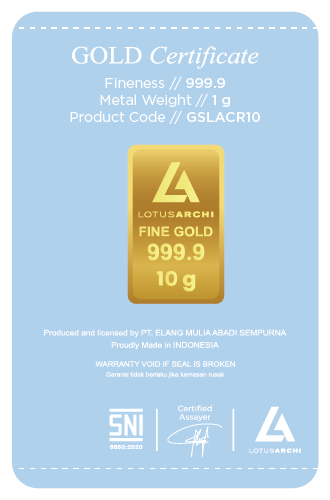 GOLD Certificate
Fineness // 999.9
Metal Weight // 1 g
Product Code // GSLACR10
LOTUSARCHI
FINE GOLD
999.9
10 g
Produced and licensed by PT. ELANG MULIA ABADI SEMPURNA
Proudly Made in INDONESIA
WARRANTY VOID IF SEAL IS BROKEN
Garansi tidak berlaku jika kemasan rusak
Certified
Assayer
SNI
8880:2020
LOTUSARCHI